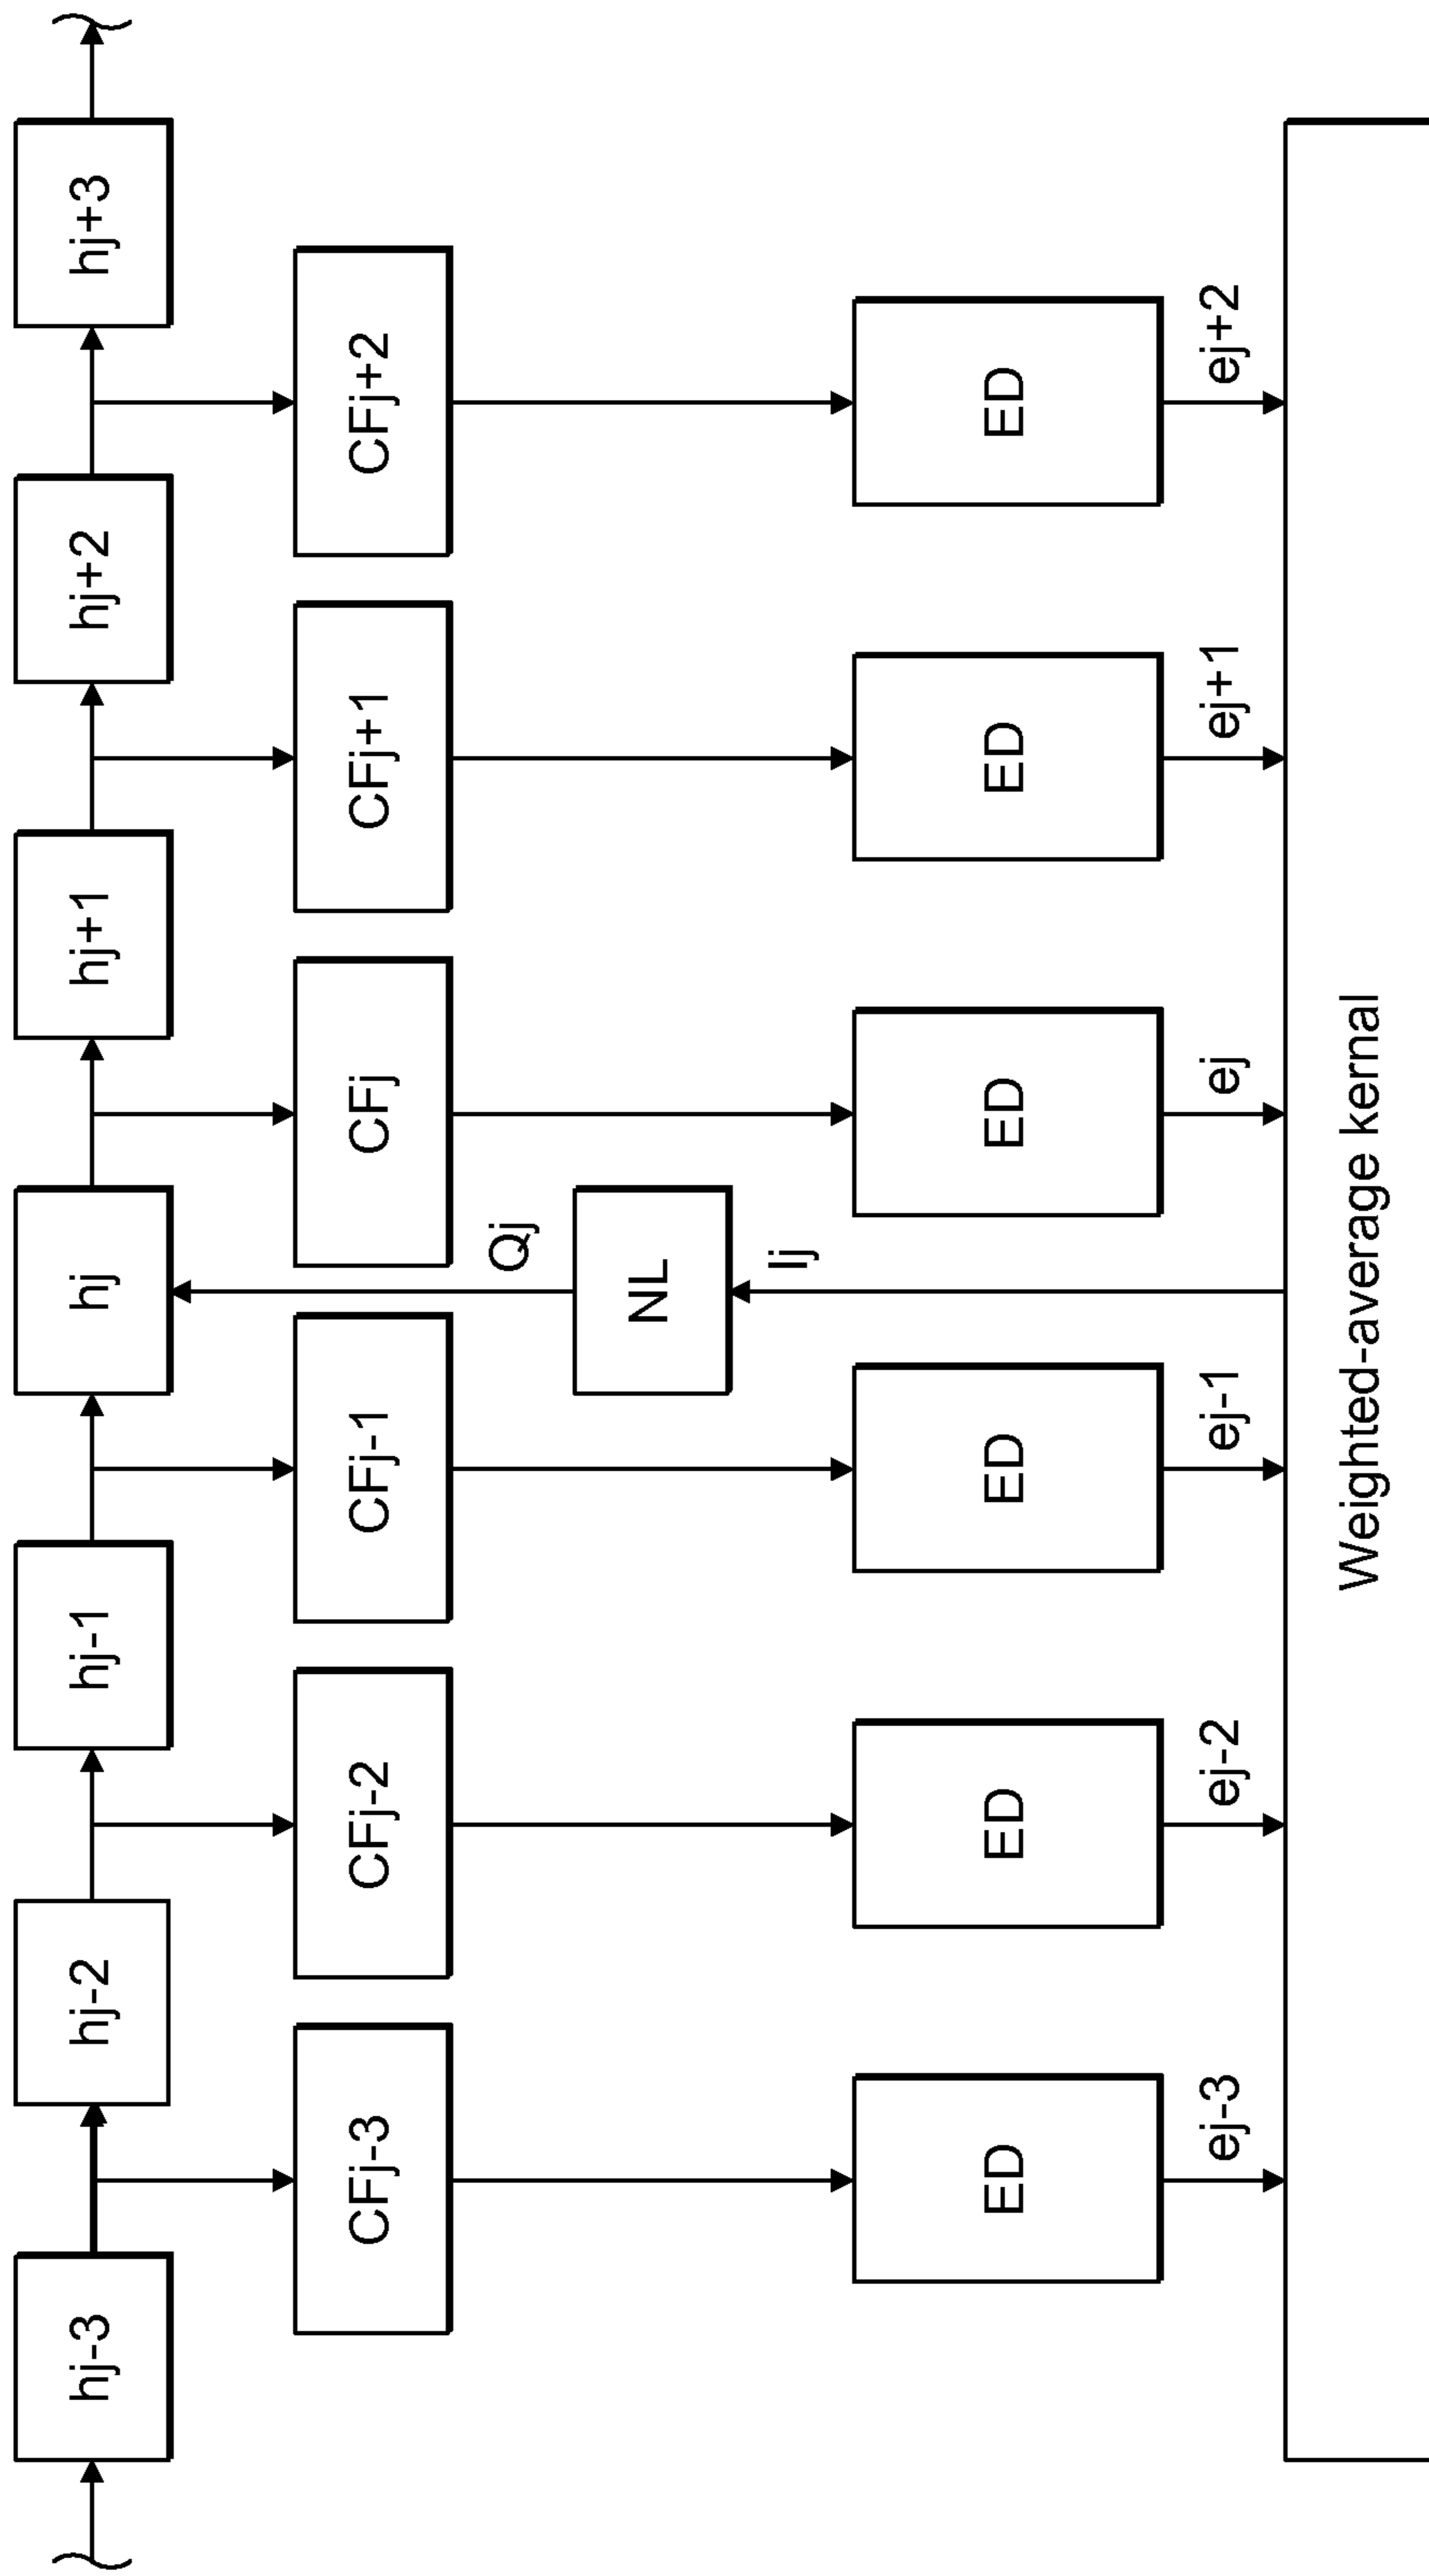 hj-3
hj-2
hj-1
hj
hj+1
hj+2
hj+3
CFj-3
CFj-2
CFj-1
CFj
CFj+1
CFj+2
Qj
NL
Ij
ED
ED
ED
ED
ED
ED
ej-3
ej-2
ej-1
ej
ej+1
ej+2
Weighted-average kernal